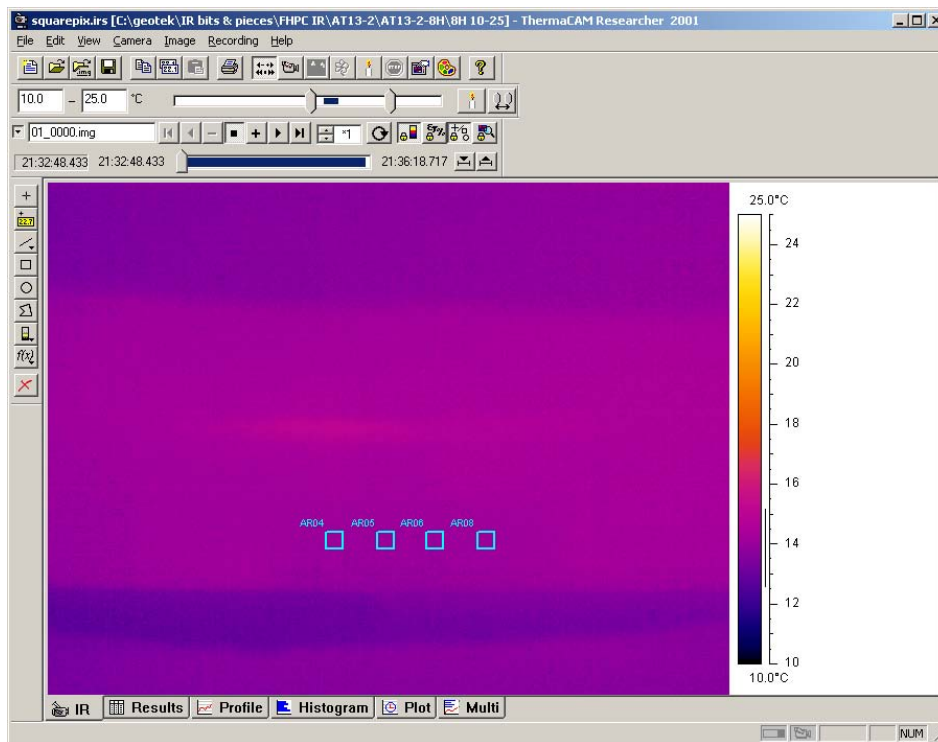 squarepix.irs [C:\geotek\IR bits & pieces\FHPC IR\AT13-2\AT13-2-8H\8H 10-25] - ThermaCAM Researcher 2001
File Edit View Camera Image Recording Help
10.0 – 25.0 °C
01_0000.img *1
21:32:48.433 21:32:48.433 21:36:18.717
25.0°C
24
22
20
18
16
14
12
10
10.0°C
AR04 AR05 AR06 AR08
f(x)
IR Results Profile Histogram Plot Multi
NUM